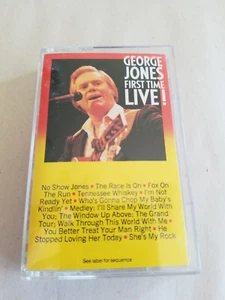 GEORGE
JONES
FIRST TIME
LIVE!
No Show Jones • The Race Is On • Fox On
The Run • Tennessee Whiskey • I'm Not
Ready Yet • Who's Gonna Chop My Baby's
Kindlin' • Medley: I'll Share My World With
You; The Window Up Above; The Grand
Tour; Walk Through This World With Me •
You Better Treat Your Man Right • He
Stopped Loving Her Today • She's My Rock
See label for sequence